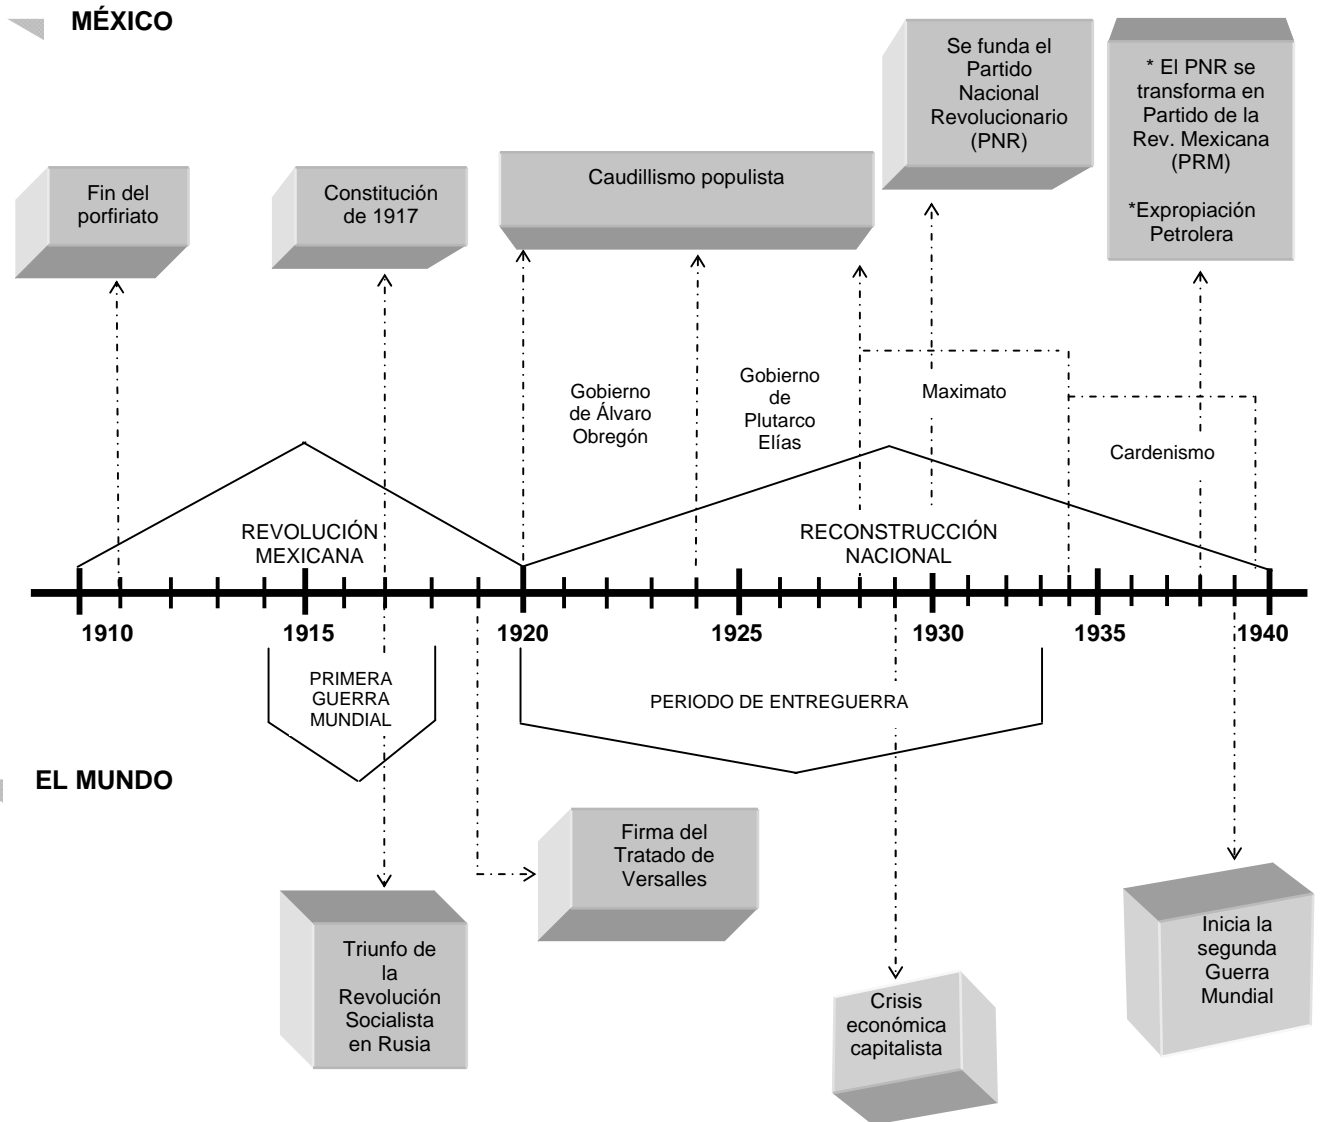 MÉXICO
Se funda el
Partido
Nacional
Revolucionario
(PNR)
* El PNR se
transforma en
Partido de la
Rev. Mexicana
(PRM)
*Expropiación
Petrolera
Fin del
porfiriato
Constitución
de 1917
Caudillismo populista
Gobierno
de Álvaro
Obregón
Gobierno
de
Plutarco
Elías
Maximato
Cardenismo
REVOLUCIÓN
MEXICANA
RECONSTRUCCIÓN
NACIONAL
1910 1915 1920 1925 1930 1935 1940
PRIMERA
GUERRA
MUNDIAL
PERIODO DE ENTREGUERRA
EL MUNDO
Firma del
Tratado de
Versalles
Triunfo de
la
Revolución
Socialista
en Rusia
Crisis
económica
capitalista
Inicia la
segunda
Guerra
Mundial